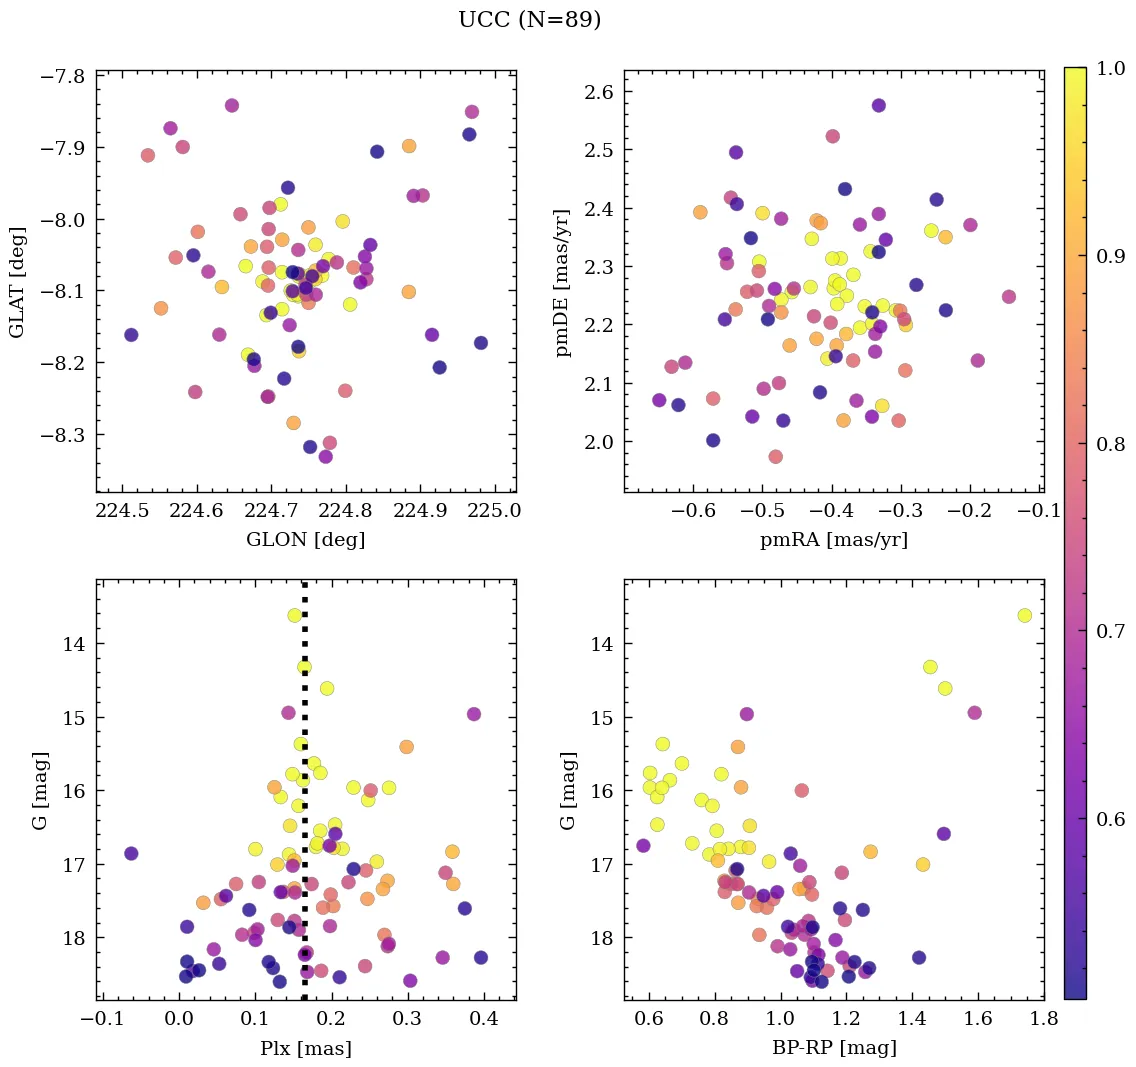 UCC (N=89)
−7.8
−7.9
−8.0
−8.1
−8.2
−8.3
GLAT [deg]
224.5 224.6 224.7 224.8 224.9 225.0
GLON [deg]
2.6
2.5
2.4
2.3
2.2
2.1
2.0
pmDE [mas/yr]
−0.6 −0.5 −0.4 −0.3 −0.2 −0.1
pmRA [mas/yr]
1.0
0.9
0.8
0.7
0.6
14
15
16
17
18
G [mag]
−0.1 0.0 0.1 0.2 0.3 0.4
Plx [mas]
14
15
16
17
18
G [mag]
0.6 0.8 1.0 1.2 1.4 1.6 1.8
BP-RP [mag]